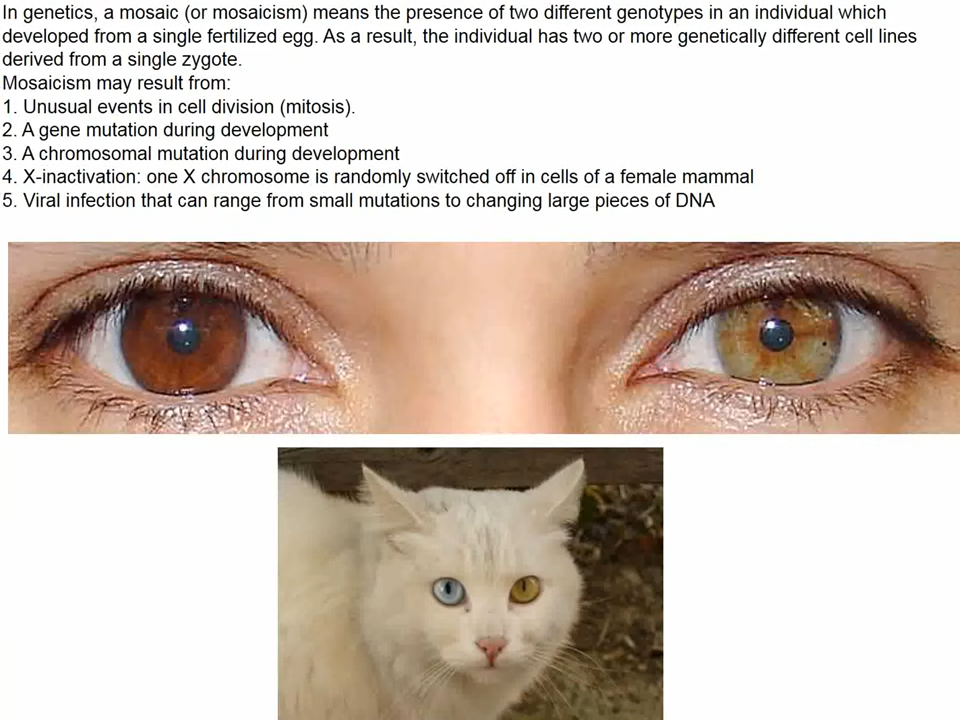 In genetics, a mosaic (or mosaicism) means the presence of two different genotypes in an individual which
developed from a single fertilized egg. As a result, the individual has two or more genetically different cell lines
derived from a single zygote.
Mosaicism may result from:
1. Unusual events in cell division (mitosis).
2. A gene mutation during development
3. A chromosomal mutation during development
4. X-inactivation: one X chromosome is randomly switched off in cells of a female mammal
5. Viral infection that can range from small mutations to changing large pieces of DNA